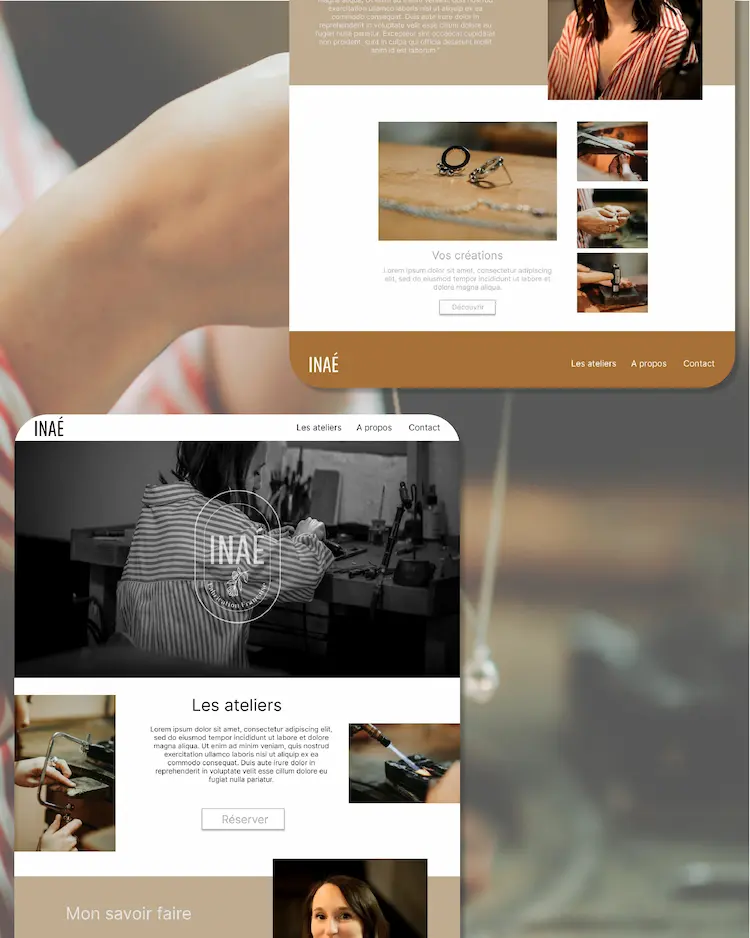 magna aliqua. Ut enim ad minim veniam, quis nostrud
exercitation ullamco laboris nisi ut aliquip ex ea
commodo consequat. Duis aute irure dolor in
reprehenderit in voluptate velit esse cillum dolore eu
fugiat nulla pariatur. Excepteur sint occaecat cupidatat
non proident, sunt in culpa qui officia deserunt mollit
anim id est laborum."
Vos créations
Lorem ipsum dolor sit amet, consectetur adipiscing
elit, sed do eiusmod tempor incididunt ut labore et
dolore magna aliqua.
Découvrir
INAÉ
Les ateliers
A propos
Contact
INAÉ
Les ateliers
A propos
Contact
INAÉ
Fabrication Française
Les ateliers
Lorem ipsum dolor sit amet, consectetur adipiscing elit,
sed do eiusmod tempor incididunt ut labore et dolore
magna aliqua. Ut enim ad minim veniam, quis nostrud
exercitation ullamco laboris nisi ut aliquip ex ea
commodo consequat. Duis aute irure dolor in
reprehenderit in voluptate velit esse cillum dolore eu
fugiat nulla pariatur.
Réserver
Mon savoir faire